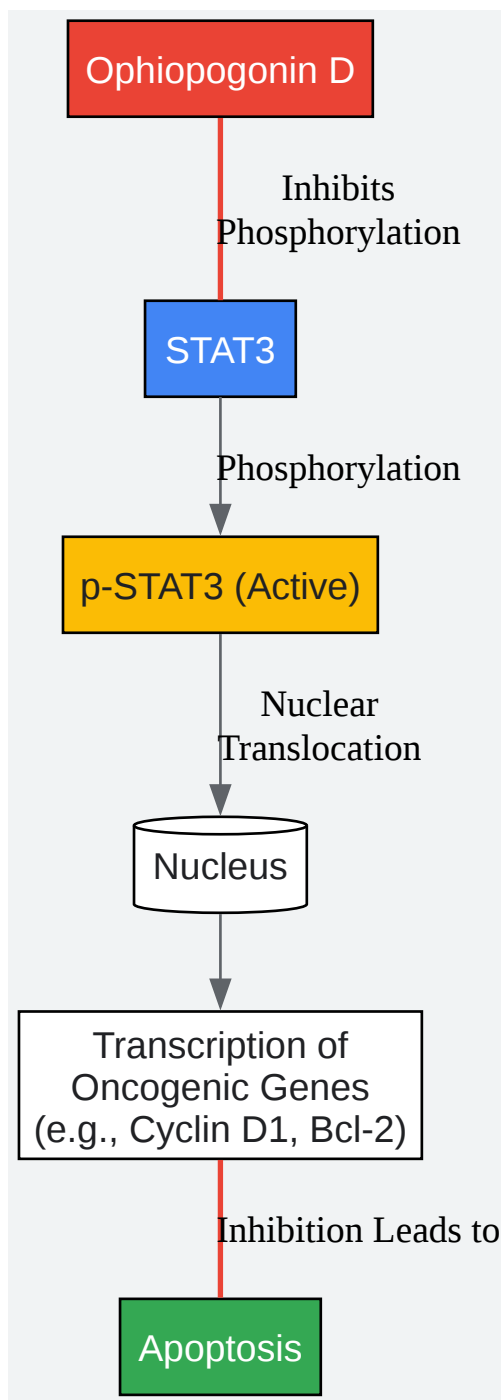 Ophiopogonin D
Inhibits
Phosphorylation
STAT3
Phosphorylation
p-STAT3 (Active)
Nuclear
Translocation
Nucleus
Transcription of
Oncogenic Genes
(e.g., Cyclin D1, Bcl-2)
Inhibition Leads to
Apoptosis